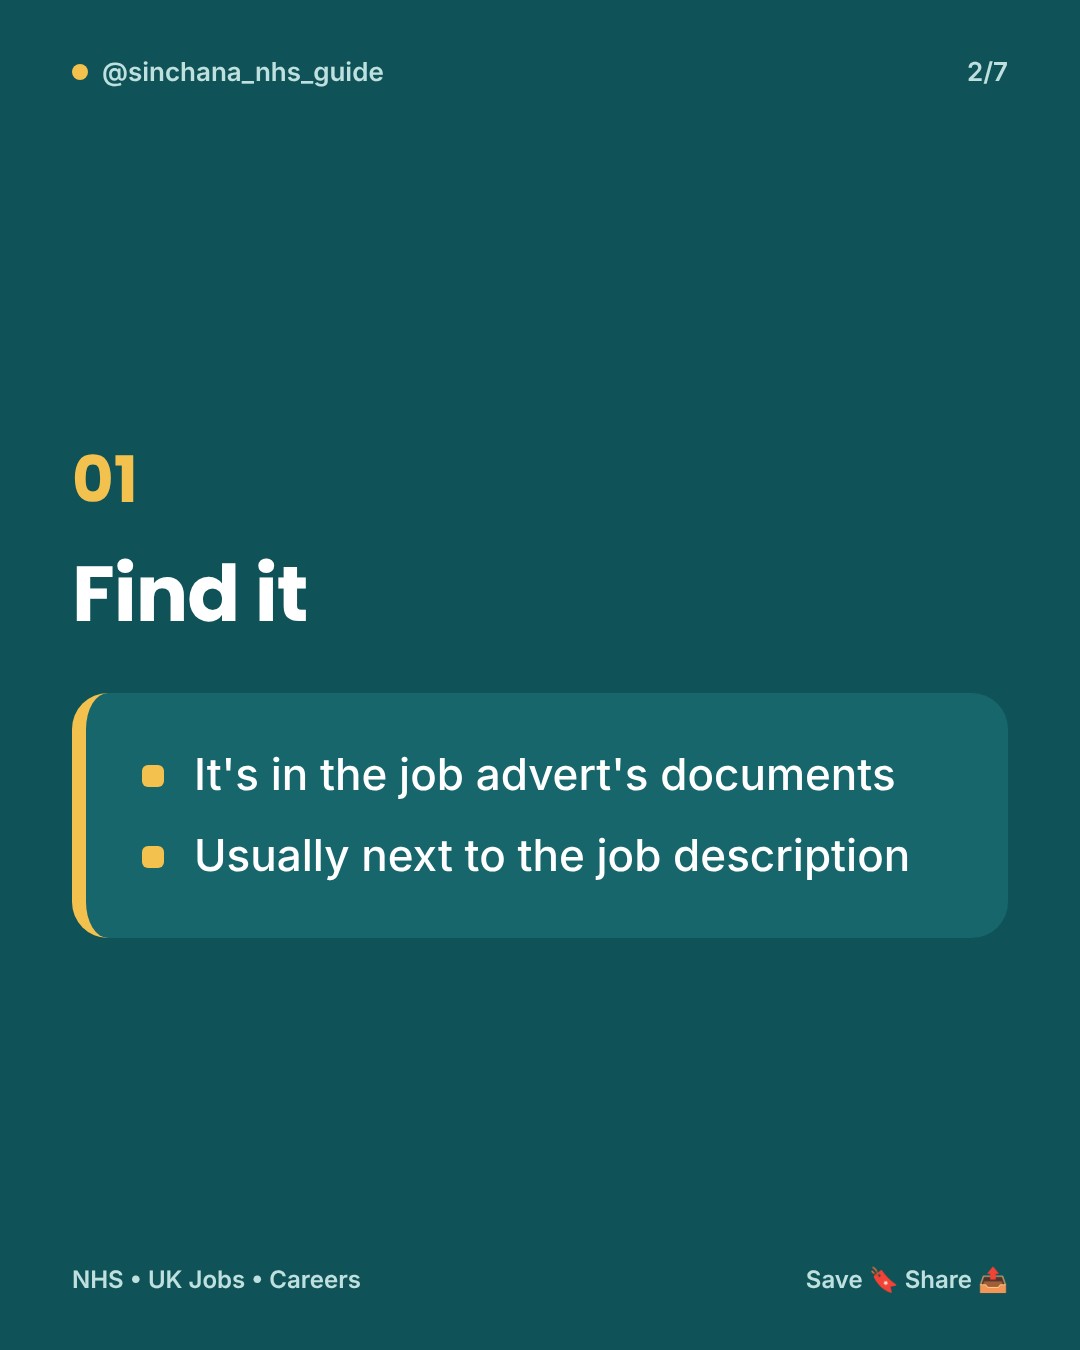 @sinchana_nhs_guide
2/7
01
Find it
It's in the job advert's documents
Usually next to the job description
NHS • UK Jobs • Careers
Save 🔖 Share 📤